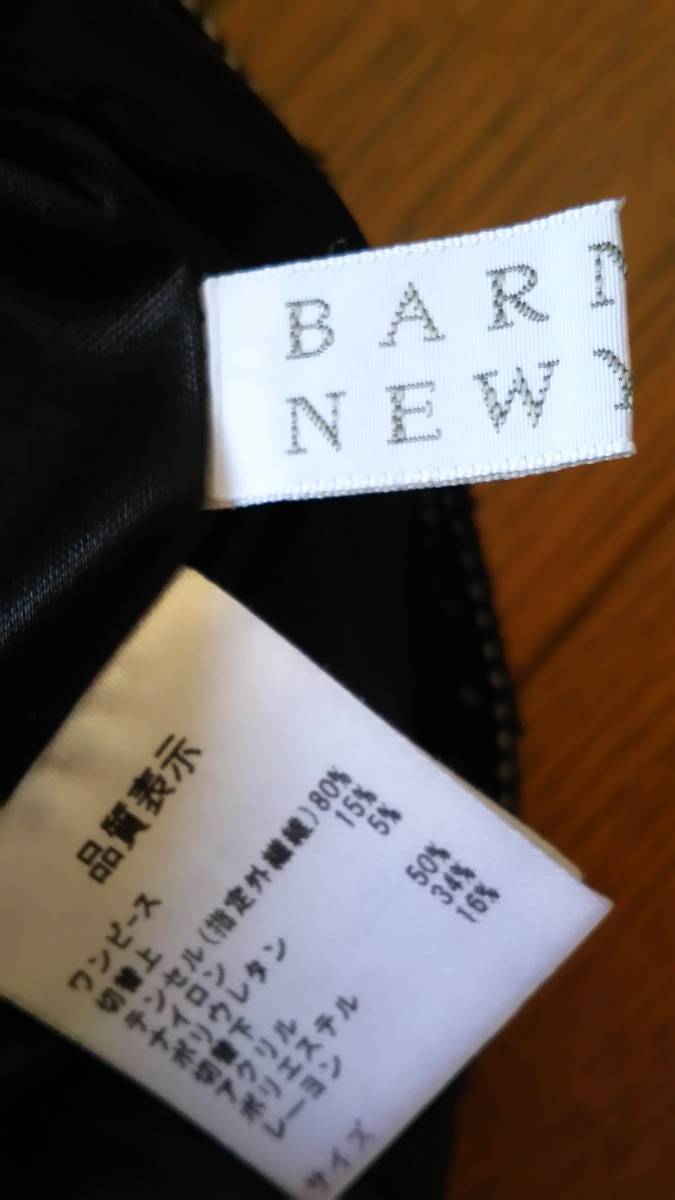 BARN
NEWY
品質表示
ワンピース
切替上
テンセル(指定外繊維)80%
ナイロン 15%
ポリウレタン 5%
切替下
アクリル 50%
ポリエステル 34%
レーヨン 16%
サイズ